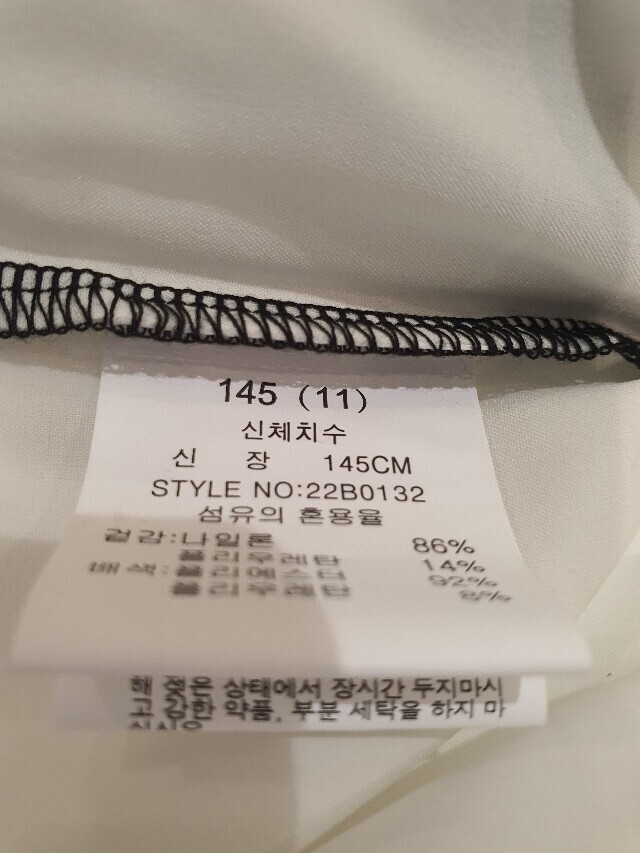 145 (11)
신체치수
신 장 145CM
STYLE NO:22B0132
섬유의 혼용율
겉감:나일론 86%
폴리우레탄 14%
배색:폴리에스터 92%
폴리우레탄 8%
해 젖은 상태에서 장시간 두지마시
고 강한 약품, 부분 세탁을 하지 마